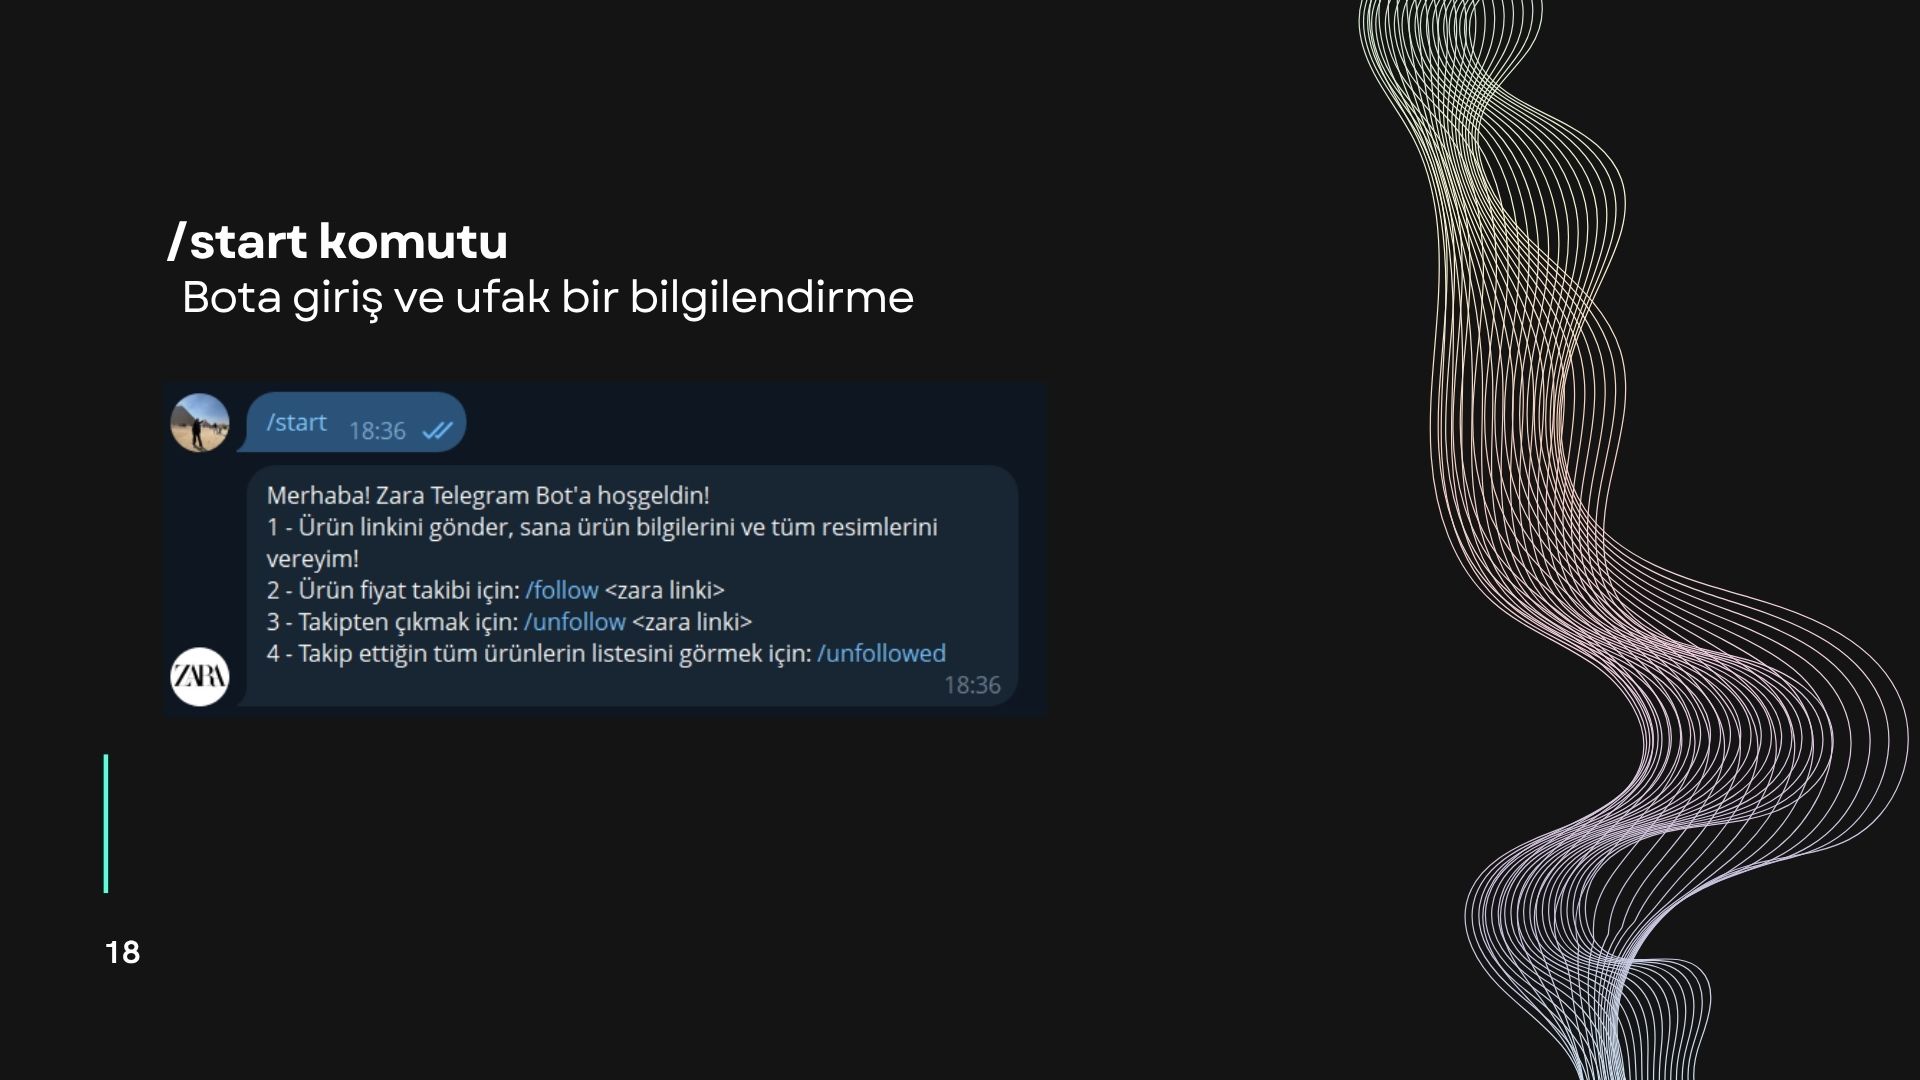 /start komutu
Bota giriş ve ufak bir bilgilendirme
/start 18:36
Merhaba! Zara Telegram Bot'a hoşgeldin!
1 - Ürün linkini gönder, sana ürün bilgilerini ve tüm resimlerini
vereyim!
2 - Ürün fiyat takibi için: /follow <zara linki>
3 - Takipten çıkmak için: /unfollow <zara linki>
4 - Takip ettiğin tüm ürünlerin listesini görmek için: /unfollowed
18:36
ZARA
18